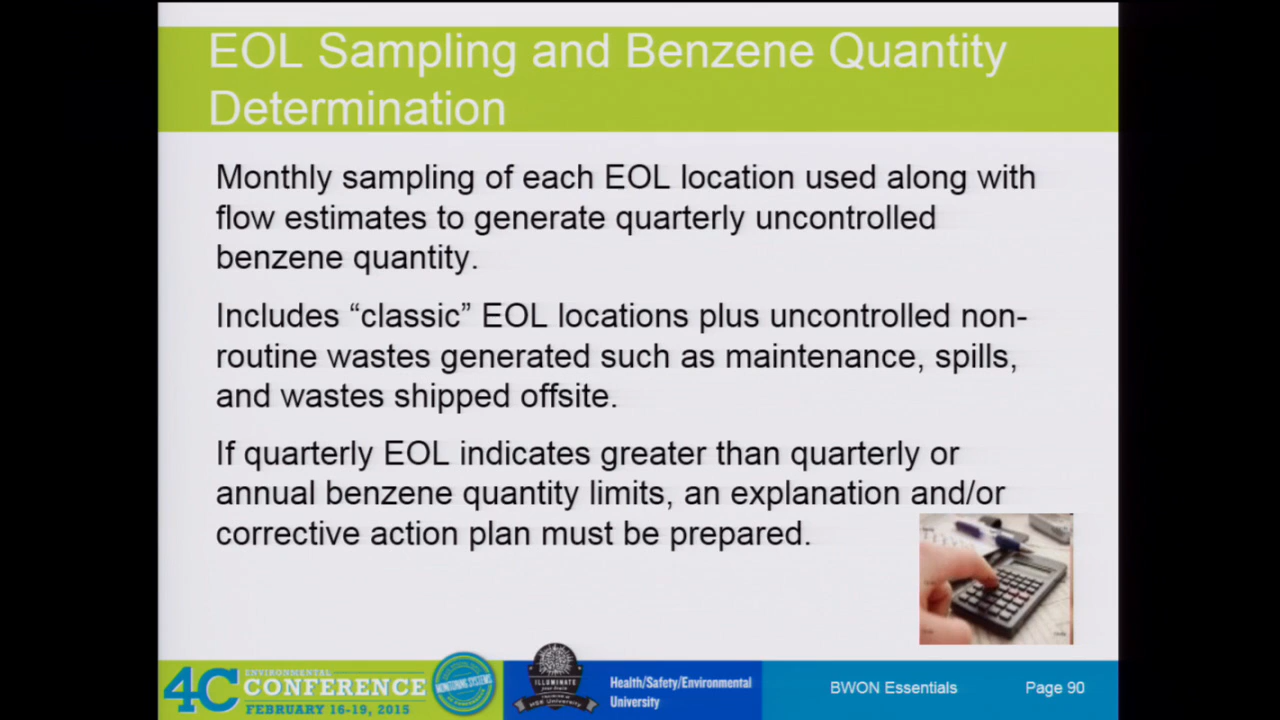 EOL Sampling and Benzene Quantity
Determination
Monthly sampling of each EOL location used along with
flow estimates to generate quarterly uncontrolled
benzene quantity.
Includes “classic” EOL locations plus uncontrolled non-
routine wastes generated such as maintenance, spills,
and wastes shipped offsite.
If quarterly EOL indicates greater than quarterly or
annual benzene quantity limits, an explanation and/or
corrective action plan must be prepared.
4C ENVIRONMENTAL
CONFERENCE
FEBRUARY 16-19, 2015
ILLUMINATE
HSE University
Health/Safety/Environmental
University
BWON Essentials
Page 90